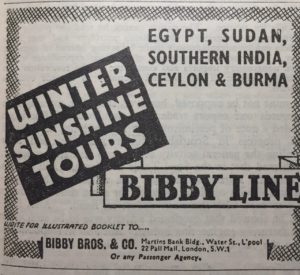 EGYPT, SUDAN,
SOUTHERN INDIA,
CEYLON & BURMA
WINTER
SUNSHINE
TOURS
BIBBY LINE
WRITE FOR ILLUSTRATED BOOKLET TO.....
BIBBY BROS. & CO. Martins Bank Bldg., Water St., L'pool
22 Pall Mall, London, S.W.1
Or any Passenger Agency.